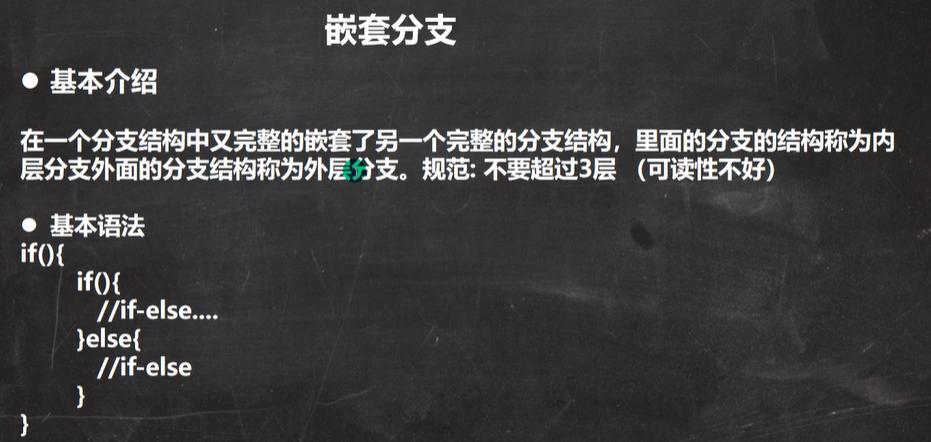 嵌套分支
● 基本介绍
在一个分支结构中又完整的嵌套了另一个完整的分支结构，里面的分支的结构称为内
层分支外面的分支结构称为外层分支。规范: 不要超过3层 （可读性不好）
● 基本语法
if(){
if(){
//if-else....
}else{
//if-else
}
}